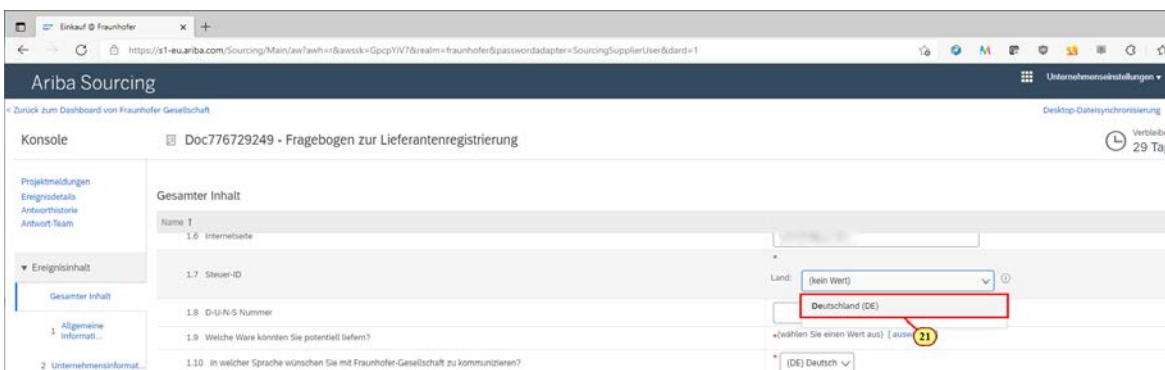 Einkauf @ Fraunhofer
https://s1-eu.ariba.com/Sourcing/Main/aw?awh=r&awssk=GpcpYiV7&realm=fraunhofer&passwordadapter=SourcingSupplierUser&dard=1
Ariba Sourcing
Unternehmenseinstellungen
< Zurück zum Dashboard von Fraunhofer Gesellschaft
Desktop-Dateisynchronisierung
Konsole
Doc776729249 - Fragebogen zur Lieferantenregistrierung
Verbleibe
29 Tag
Projektmeldungen
Ereignisdetails
Antworthistorie
Antwort-Team
Gesamter Inhalt
Name ↑
1.6 Internetseite
Ereignisinhalt
1.7 Steuer-ID
*
Land: (kein Wert)
Gesamter Inhalt
Deutschland (DE)
1.8 D-U-N-S Nummer
1 Allgemeine Informati...
1.9 Welche Ware könnten Sie potentiell liefern?
*(wählen Sie einen Wert aus) [ausw
21
2 Unternehmensinformat...
1.10 In welcher Sprache wünschen Sie mit Fraunhofer-Gesellschaft zu kommunizieren?
* (DE) Deutsch